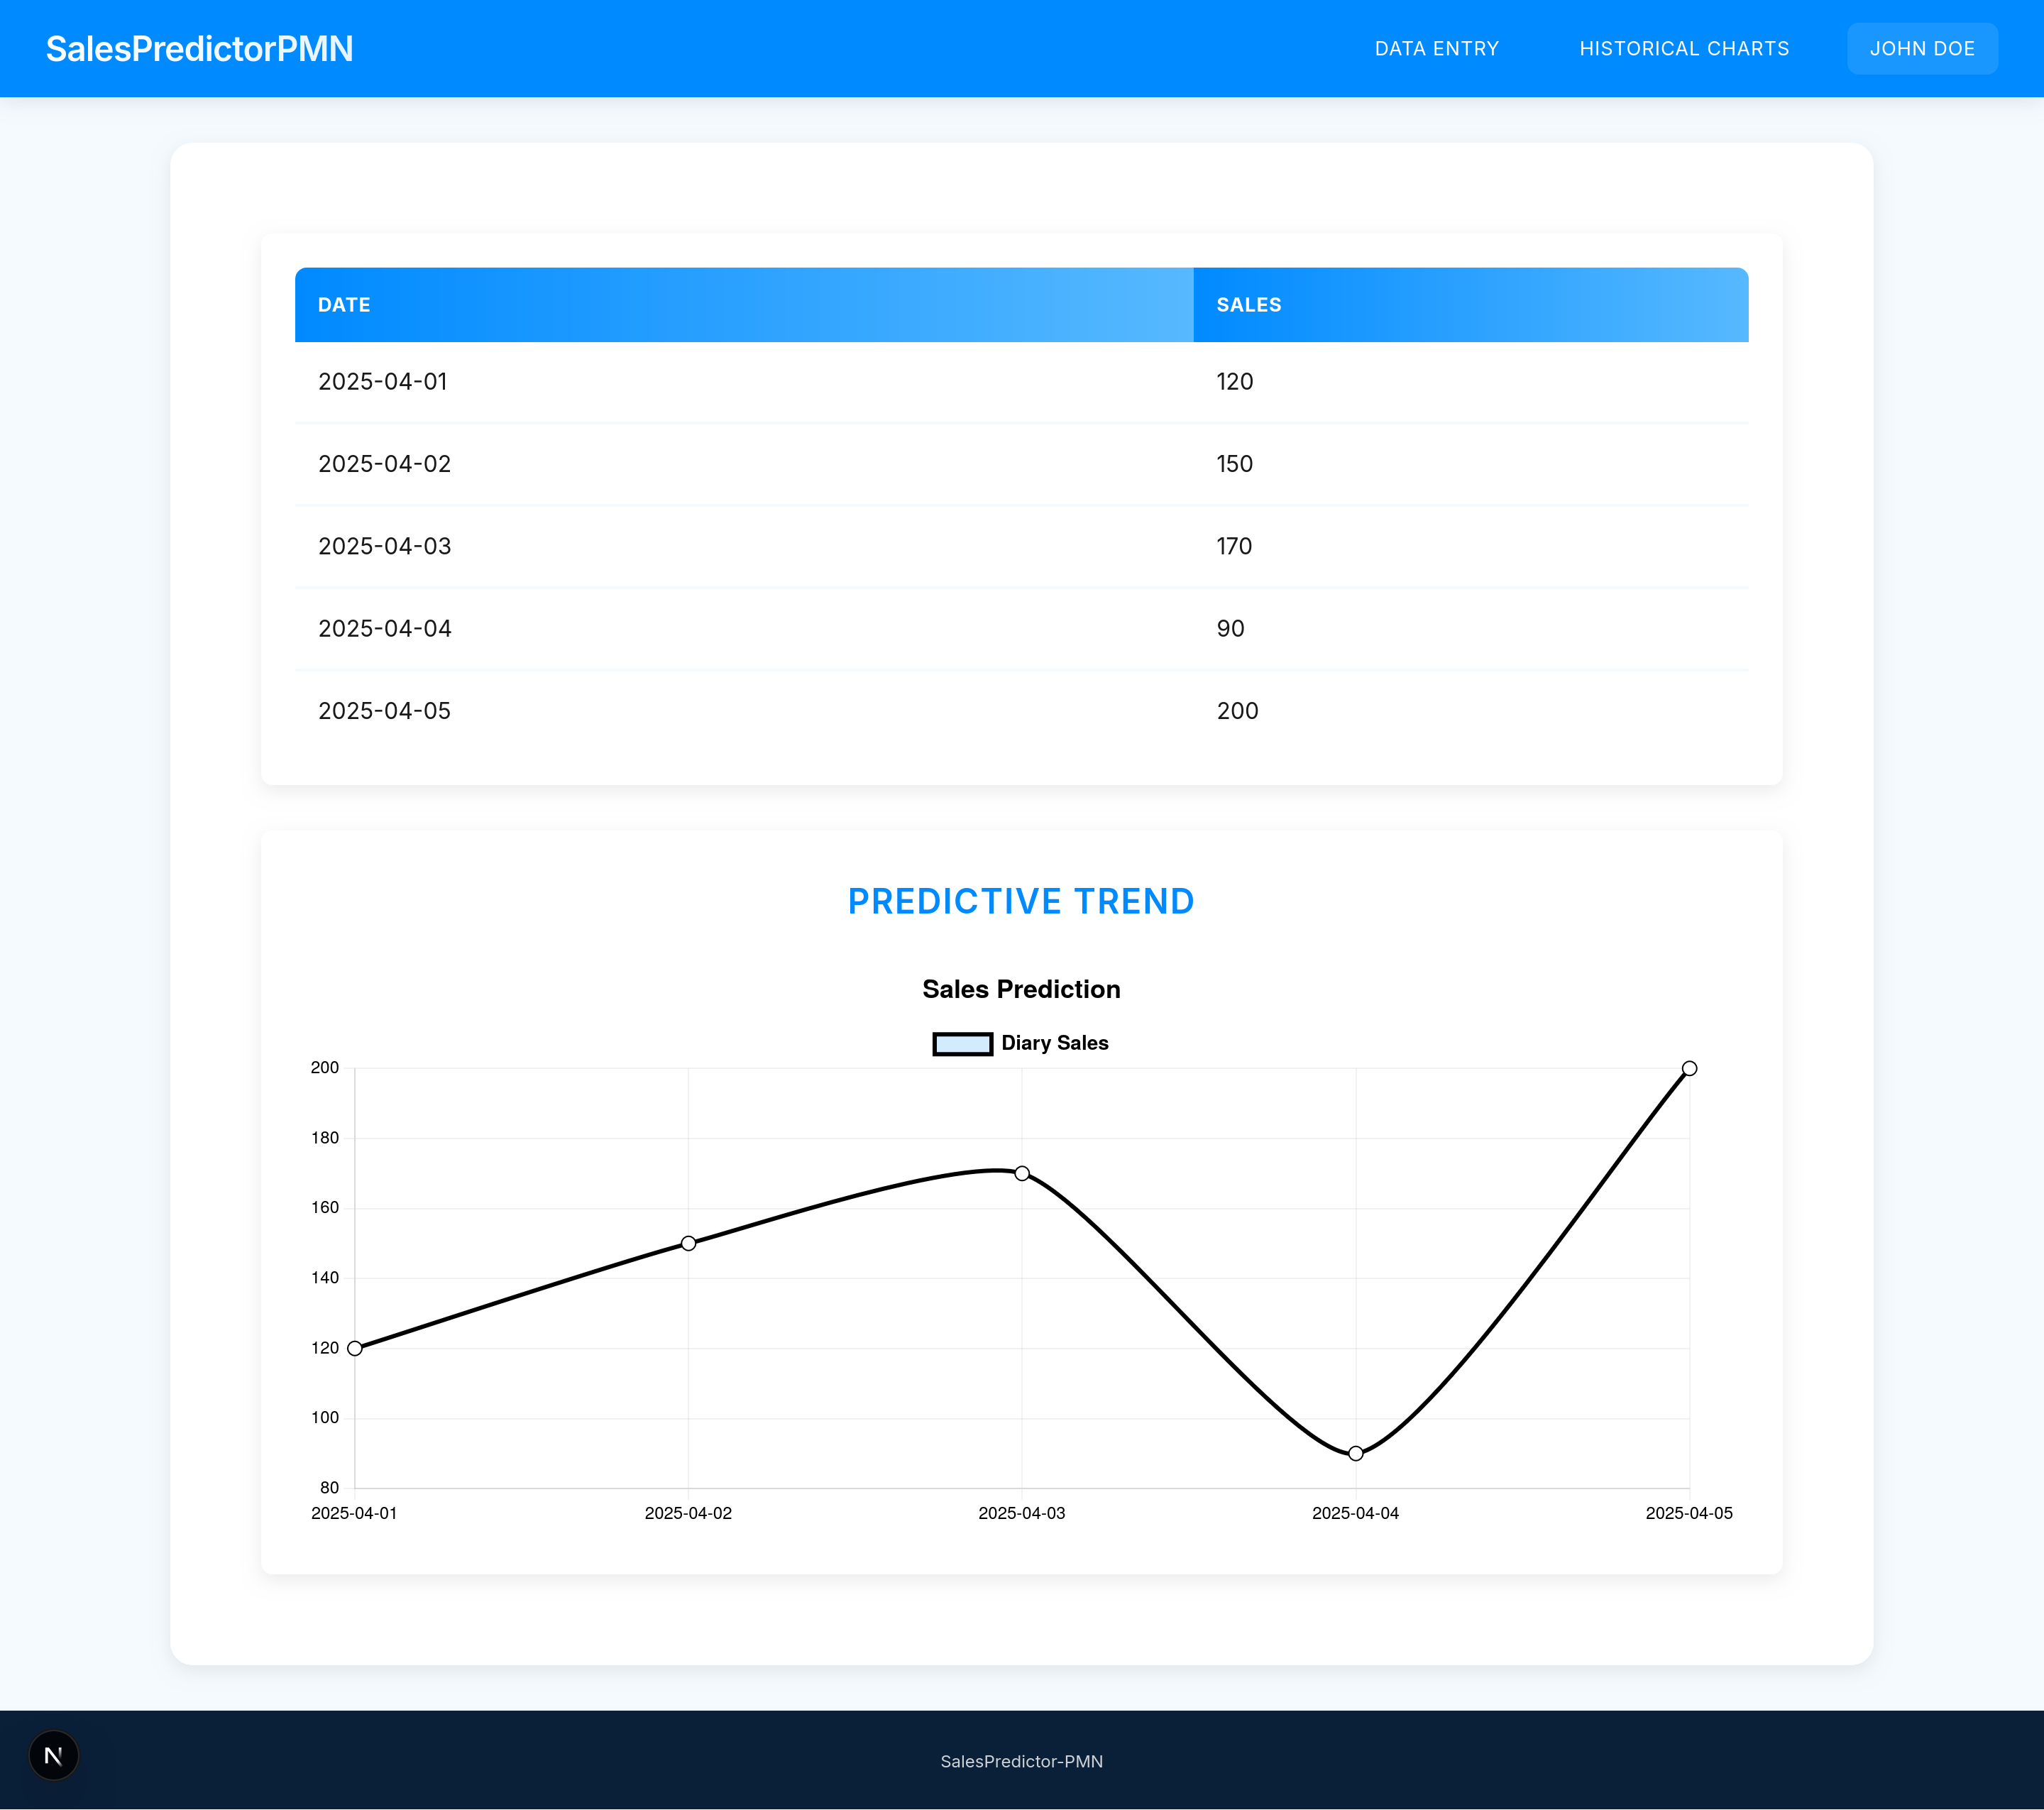 SalesPredictorPMN
DATA ENTRY HISTORICAL CHARTS JOHN DOE
DATE SALES
2025-04-01 120
2025-04-02 150
2025-04-03 170
2025-04-04 90
2025-04-05 200
PREDICTIVE TREND
Sales Prediction
Diary Sales
200
180
160
140
120
100
80
2025-04-01 2025-04-02 2025-04-03 2025-04-04 2025-04-05
N
SalesPredictor-PMN